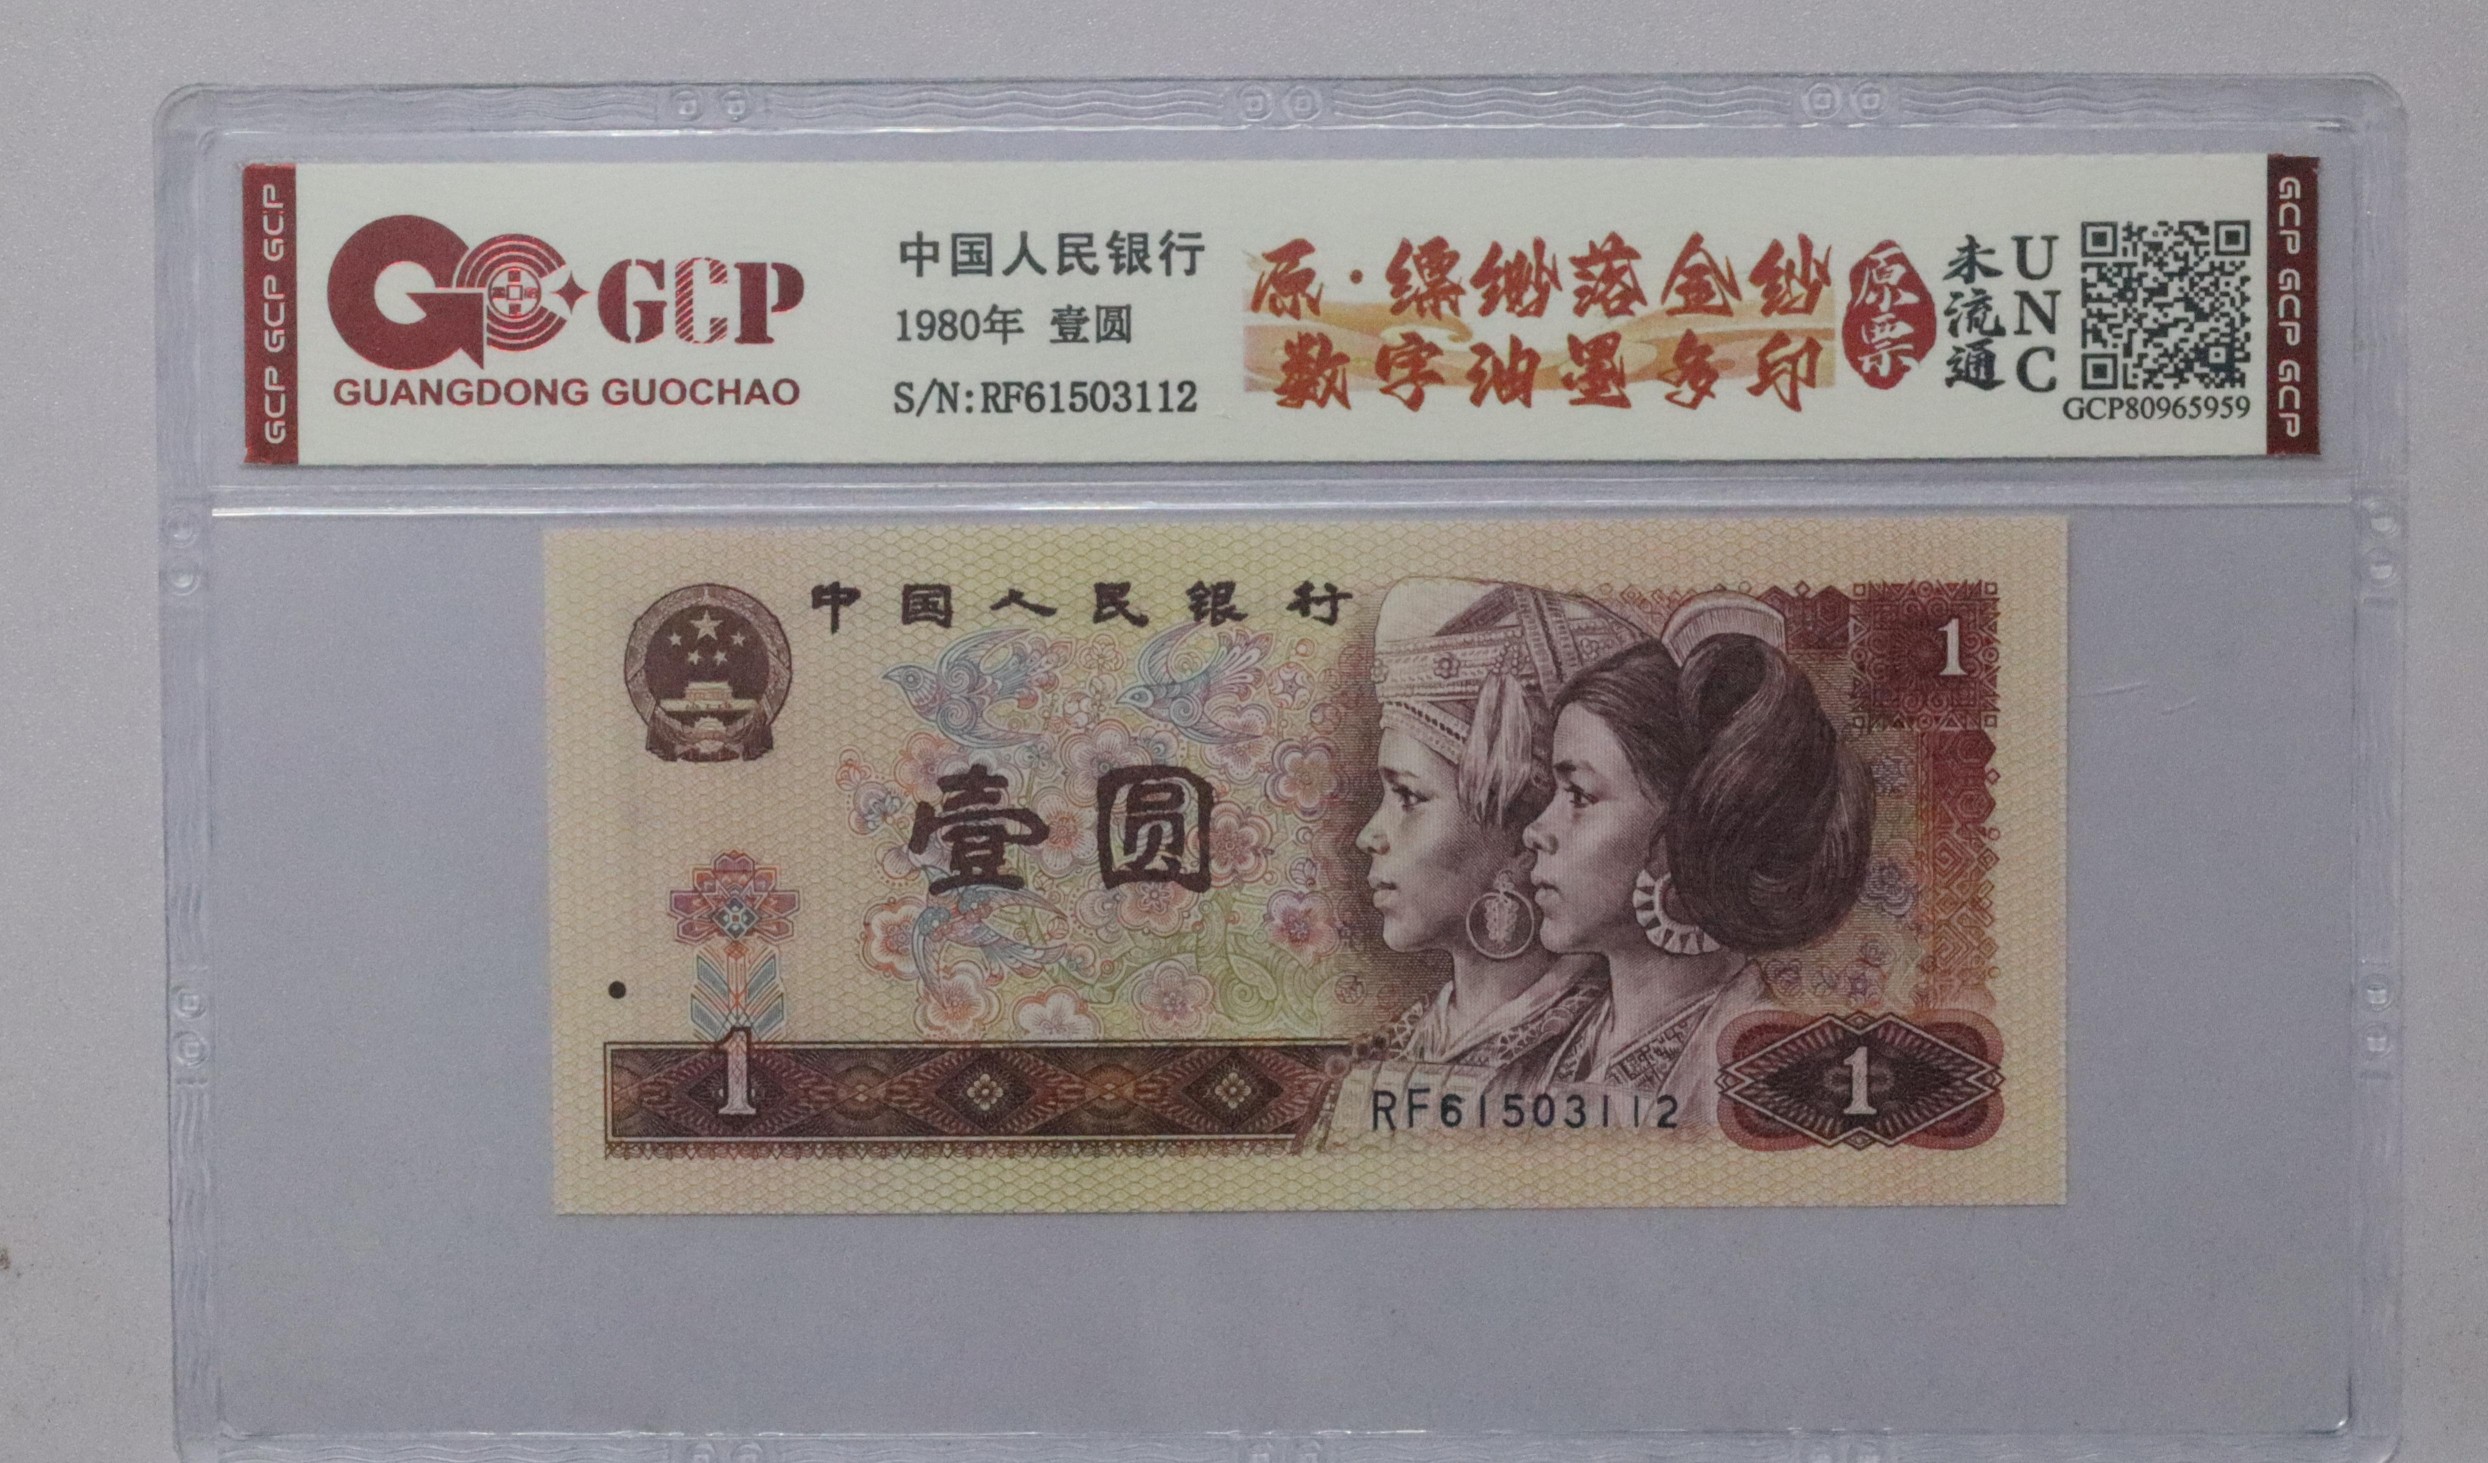 GCP GCP GCP
GCP
GUANGDONG GUOCHAO
中国人民银行
1980年 壹圆
S/N:RF61503112
原·缥缈落金纱
数字油墨多印
原票
未流通
UNC
GCP80965959
GCP GCP GCP
中国人民银行
1
壹圆
1
RF61503112
1